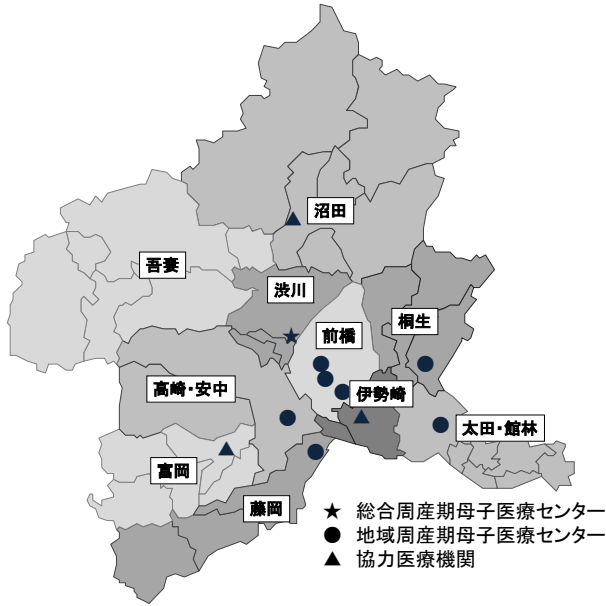 沼田
吾妻
渋川
桐生
前橋
高崎・安中
伊勢崎
太田・館林
富岡
藤岡
★ 総合周産期母子医療センター
● 地域周産期母子医療センター
▲ 協力医療機関